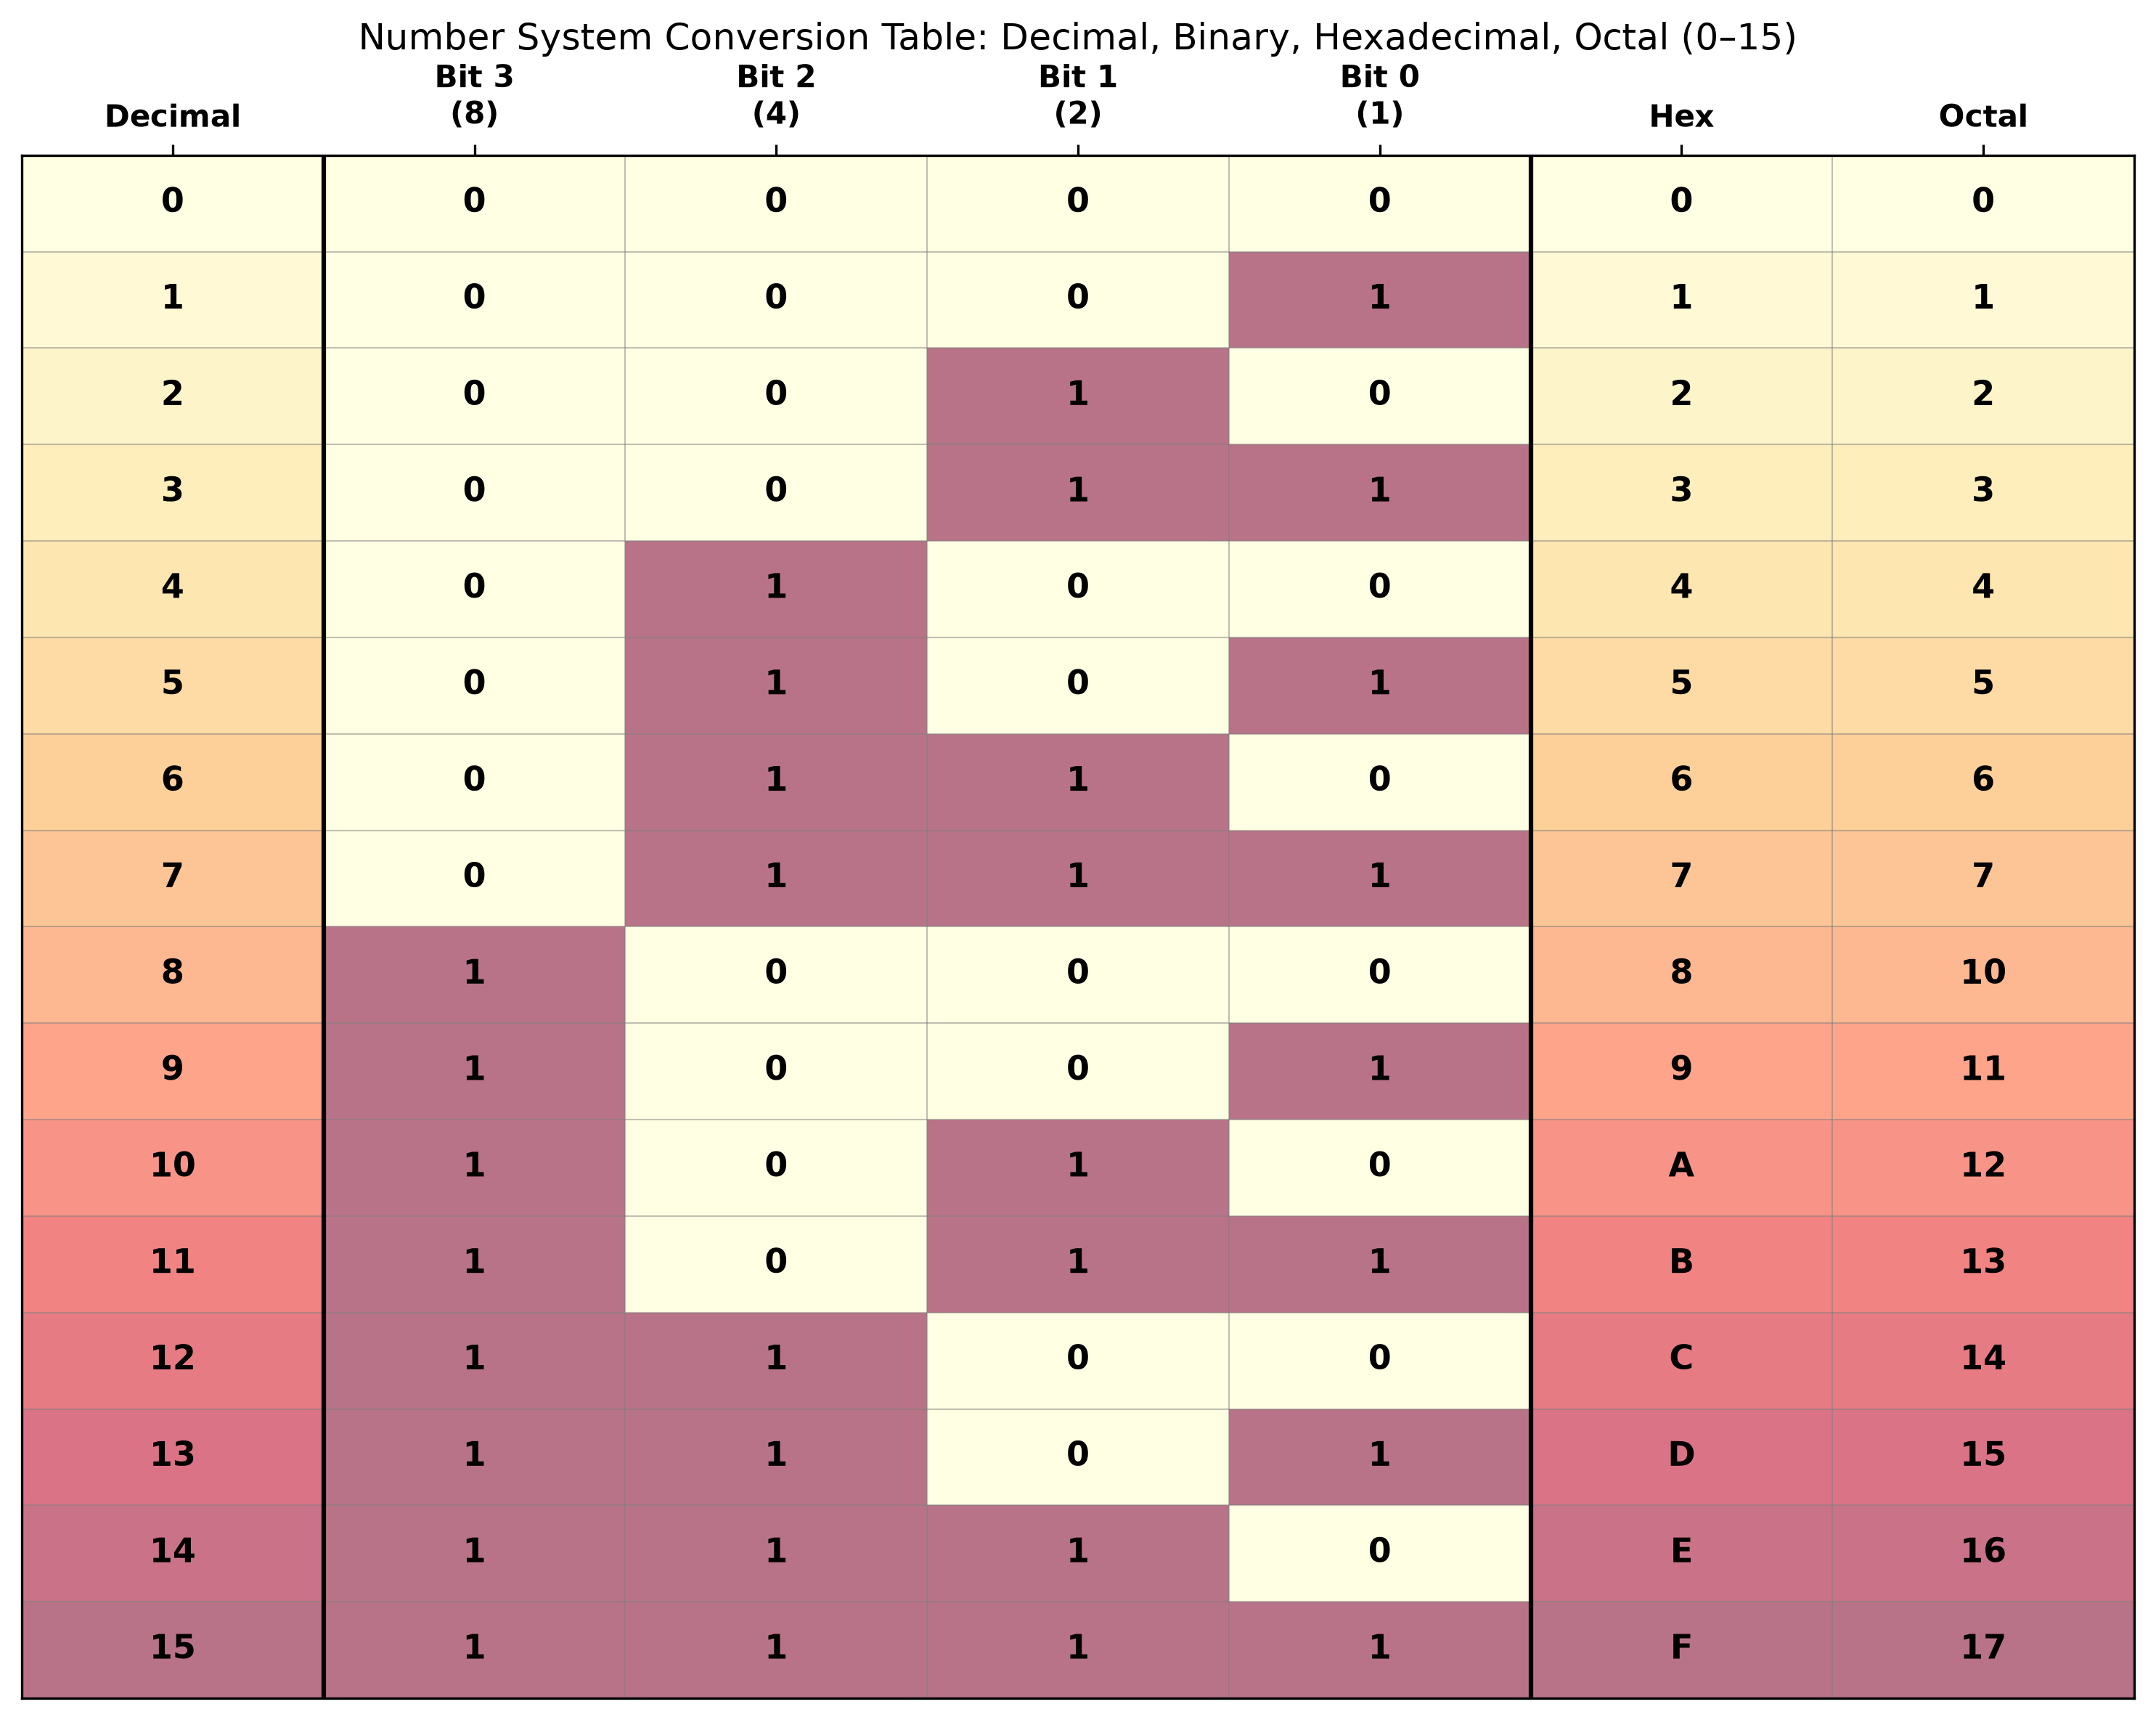 Number System Conversion Table: Decimal, Binary, Hexadecimal, Octal (0–15)
Decimal Bit 3 (8) Bit 2 (4) Bit 1 (2) Bit 0 (1) Hex Octal
0 0 0 0 0 0 0
1 0 0 0 1 1 1
2 0 0 1 0 2 2
3 0 0 1 1 3 3
4 0 1 0 0 4 4
5 0 1 0 1 5 5
6 0 1 1 0 6 6
7 0 1 1 1 7 7
8 1 0 0 0 8 10
9 1 0 0 1 9 11
10 1 0 1 0 A 12
11 1 0 1 1 B 13
12 1 1 0 0 C 14
13 1 1 0 1 D 15
14 1 1 1 0 E 16
15 1 1 1 1 F 17